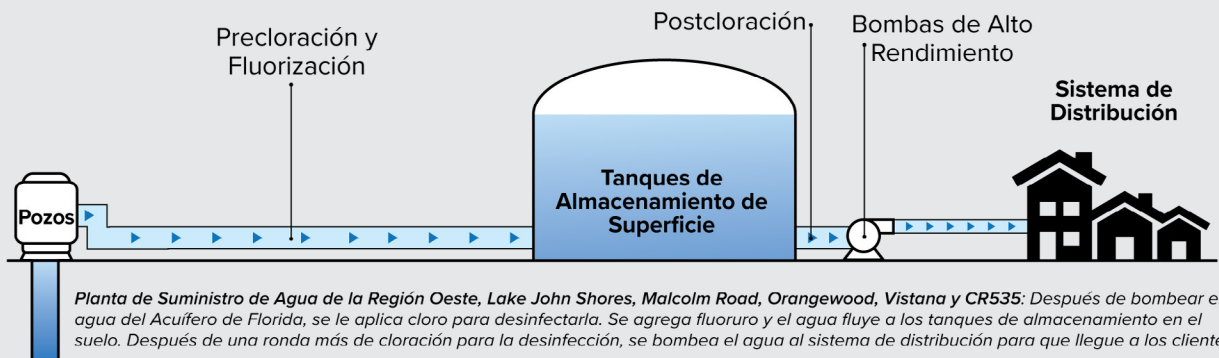 Precloración y
Fluorización
Postcloración
Bombas de Alto
Rendimiento
Sistema de
Distribución
Pozos
Tanques de
Almacenamiento de
Superficie
Planta de Suministro de Agua de la Región Oeste, Lake John Shores, Malcolm Road, Orangewood, Vistana y CR535: Después de bombear e
agua del Acuífero de Florida, se le aplica cloro para desinfectarla. Se agrega fluoruro y el agua fluye a los tanques de almacenamiento en el
suelo. Después de una ronda más de cloración para la desinfección, se bombea el agua al sistema de distribución para que llegue a los cliente